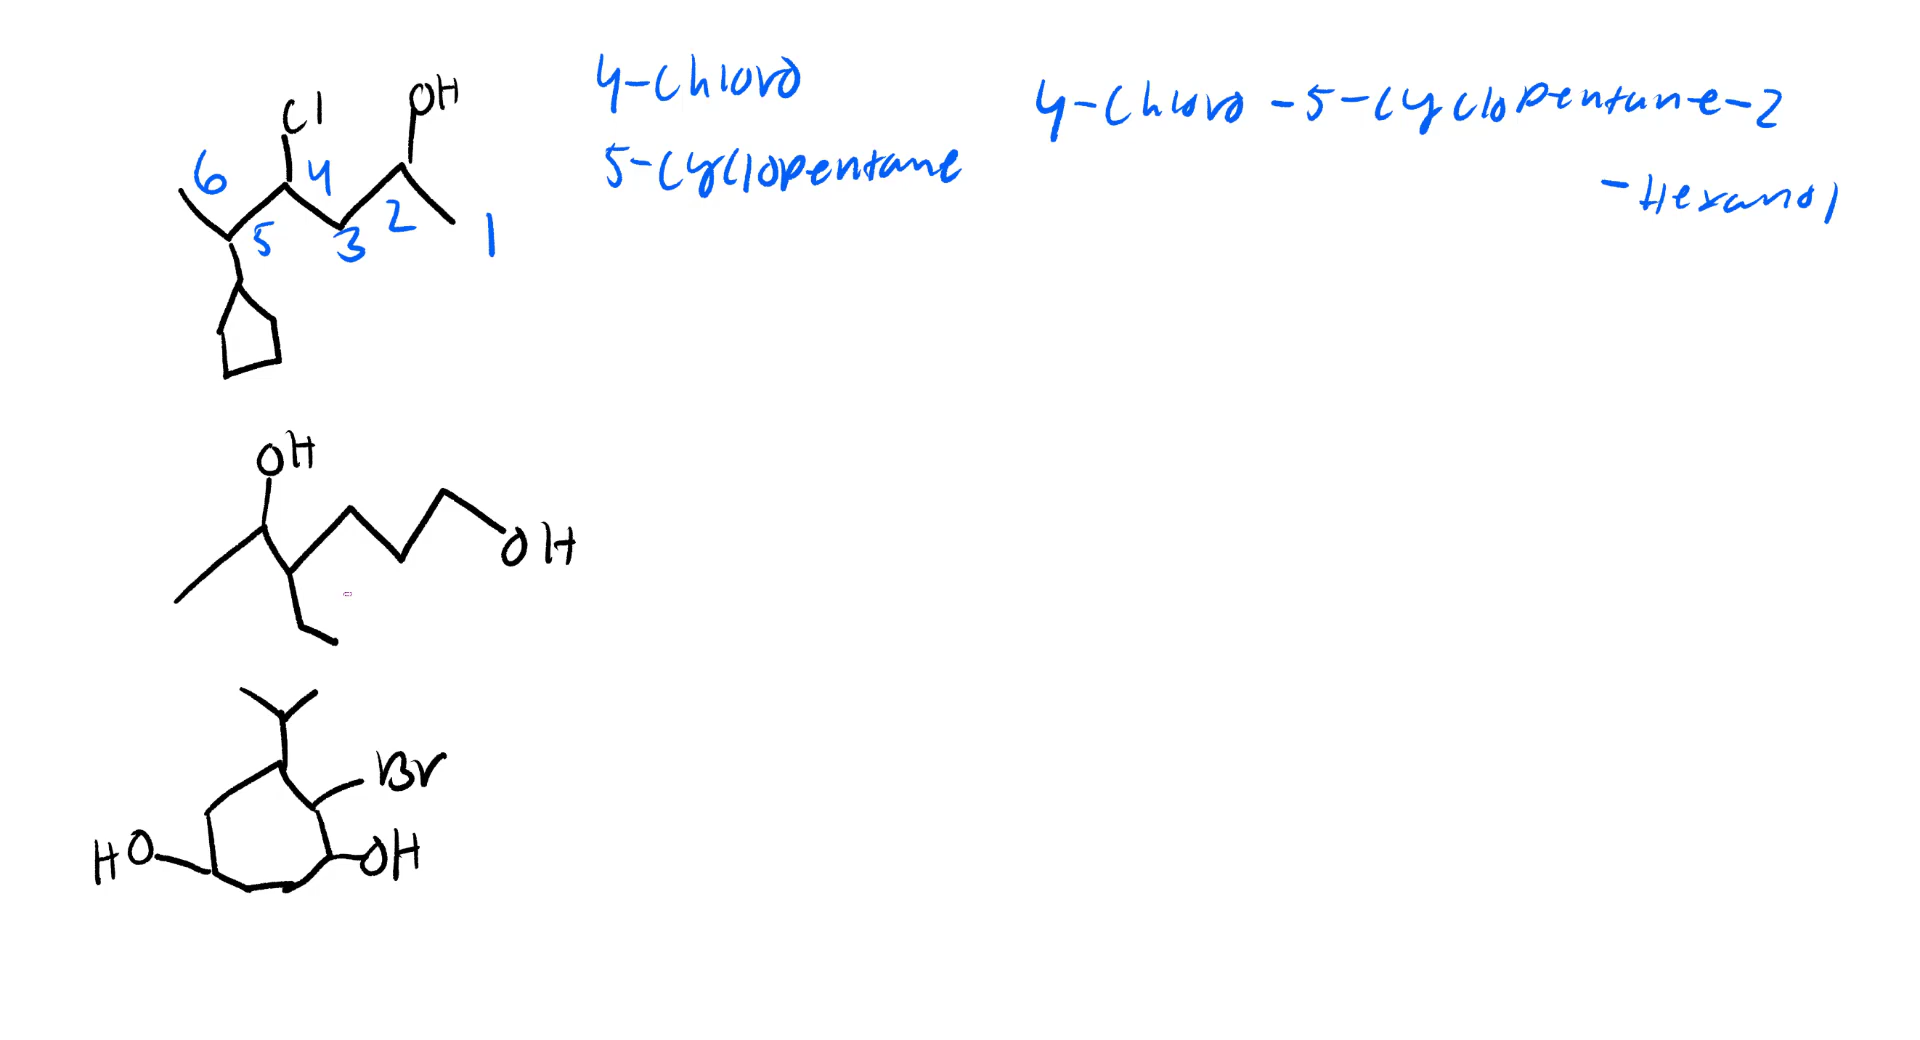 Cl
OH
6
5
4
3
2
1
4-Chloro
5-Cyclopentane
4-Chloro-5-Cyclopentane-2
-Hexanol
OH
OH
Br
HO
OH